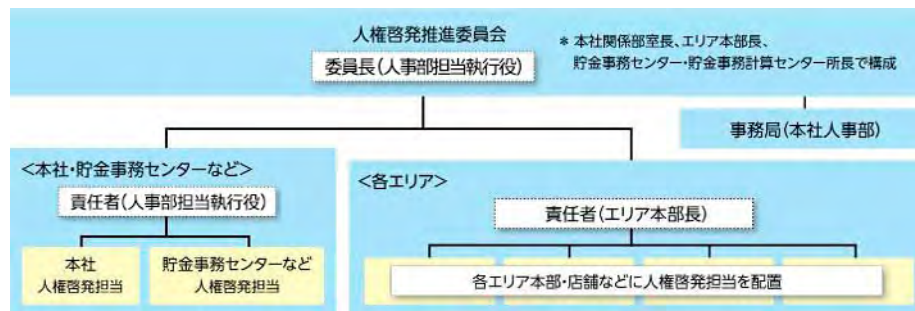 人権啓発推進委員会
委員長(人事部担当執行役)
* 本社関係部室長、エリア本部長、
貯金事務センター・貯金事務計算センター所長で構成
事務局(本社人事部)
<本社・貯金事務センターなど>
責任者(人事部担当執行役)
本社
人権啓発担当
貯金事務センターなど
人権啓発担当
<各エリア>
責任者(エリア本部長)
各エリア本部・店舗などに人権啓発担当を配置